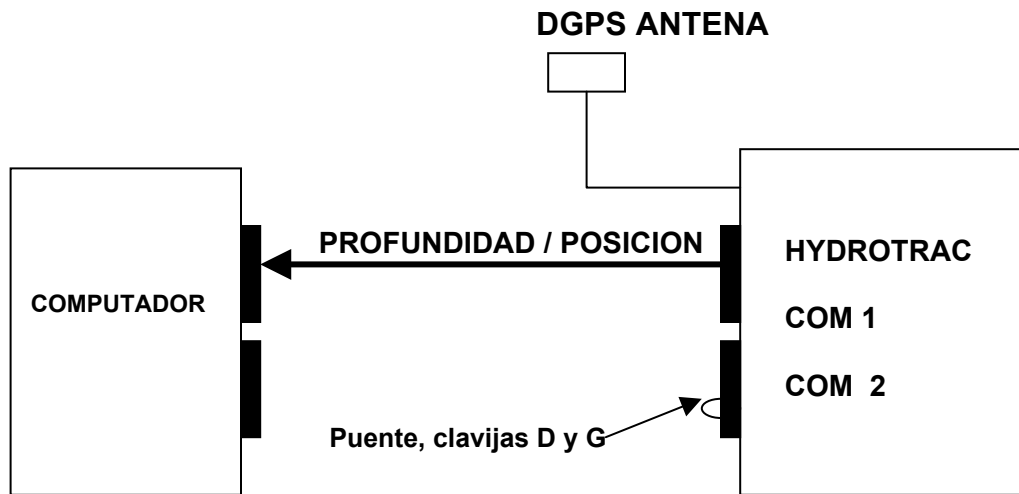 DGPS ANTENA
PROFUNDIDAD / POSICION
COMPUTADOR
HYDROTRAC
COM 1
COM 2
Puente, clavijas D y G